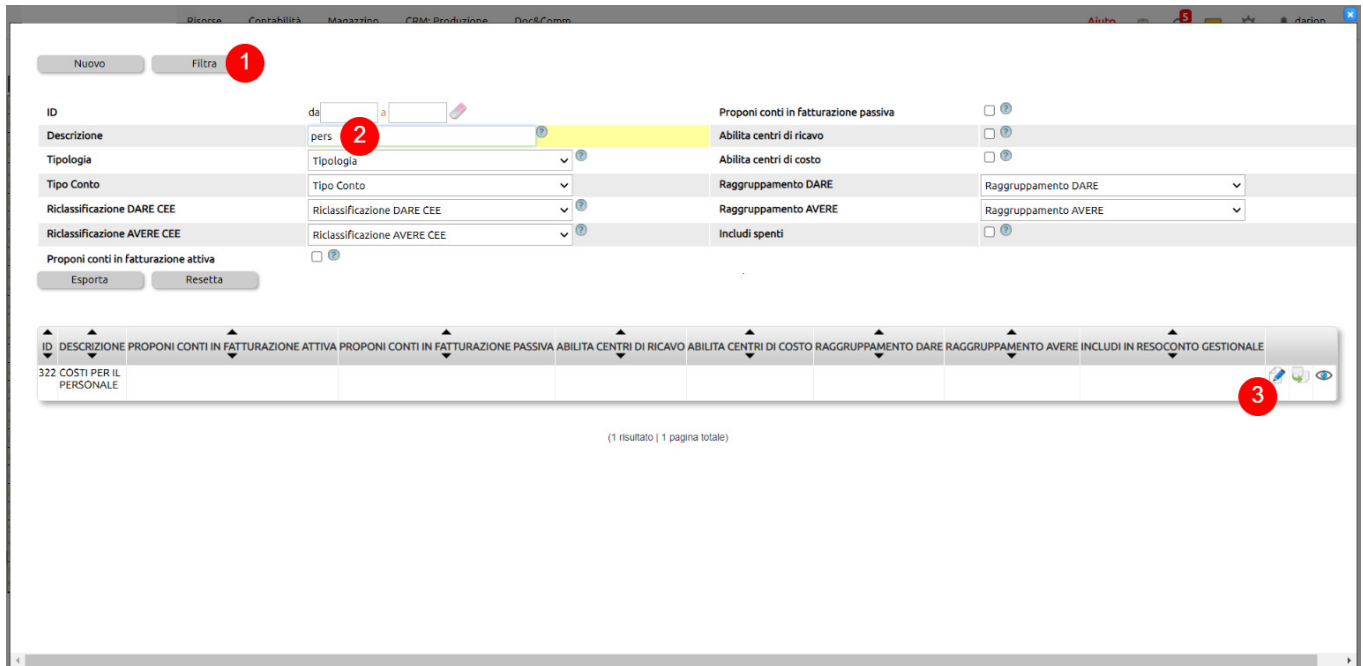 Risorse Contabilità Magazzino CRM: Produzione Doc&Comm Aiuto 5 darion
Nuovo Filtra 1
ID da a Proponi conti in fatturazione passiva
Descrizione pers 2 Abilita centri di ricavo
Tipologia Tipologia Abilita centri di costo
Tipo Conto Tipo Conto Raggruppamento DARE Raggruppamento DARE
Riclassificazione DARE CEE Riclassificazione DARE CEE Raggruppamento AVERE Raggruppamento AVERE
Riclassificazione AVERE CEE Riclassificazione AVERE CEE Includi spenti
Proponi conti in fatturazione attiva
Esporta Resetta
ID DESCRIZIONE PROPONI CONTI IN FATTURAZIONE ATTIVA PROPONI CONTI IN FATTURAZIONE PASSIVA ABILITA CENTRI DI RICAVO ABILITA CENTRI DI COSTO RAGGRUPPAMENTO DARE RAGGRUPPAMENTO AVERE INCLUDI IN RESOCONTO GESTIONALE
322 COSTI PER IL
PERSONALE
3
(1 risultato | 1 pagina totale)